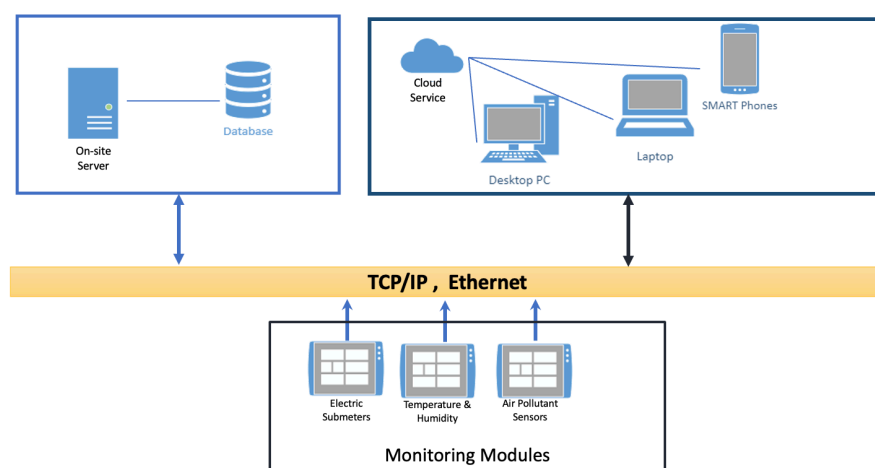 On-site
Server
Database
Cloud
Service
Desktop PC
Laptop
SMART Phones
TCP/IP , Ethernet
Electric
Submeters
Temperature &
Humidity
Air Pollutant
Sensors
Monitoring Modules